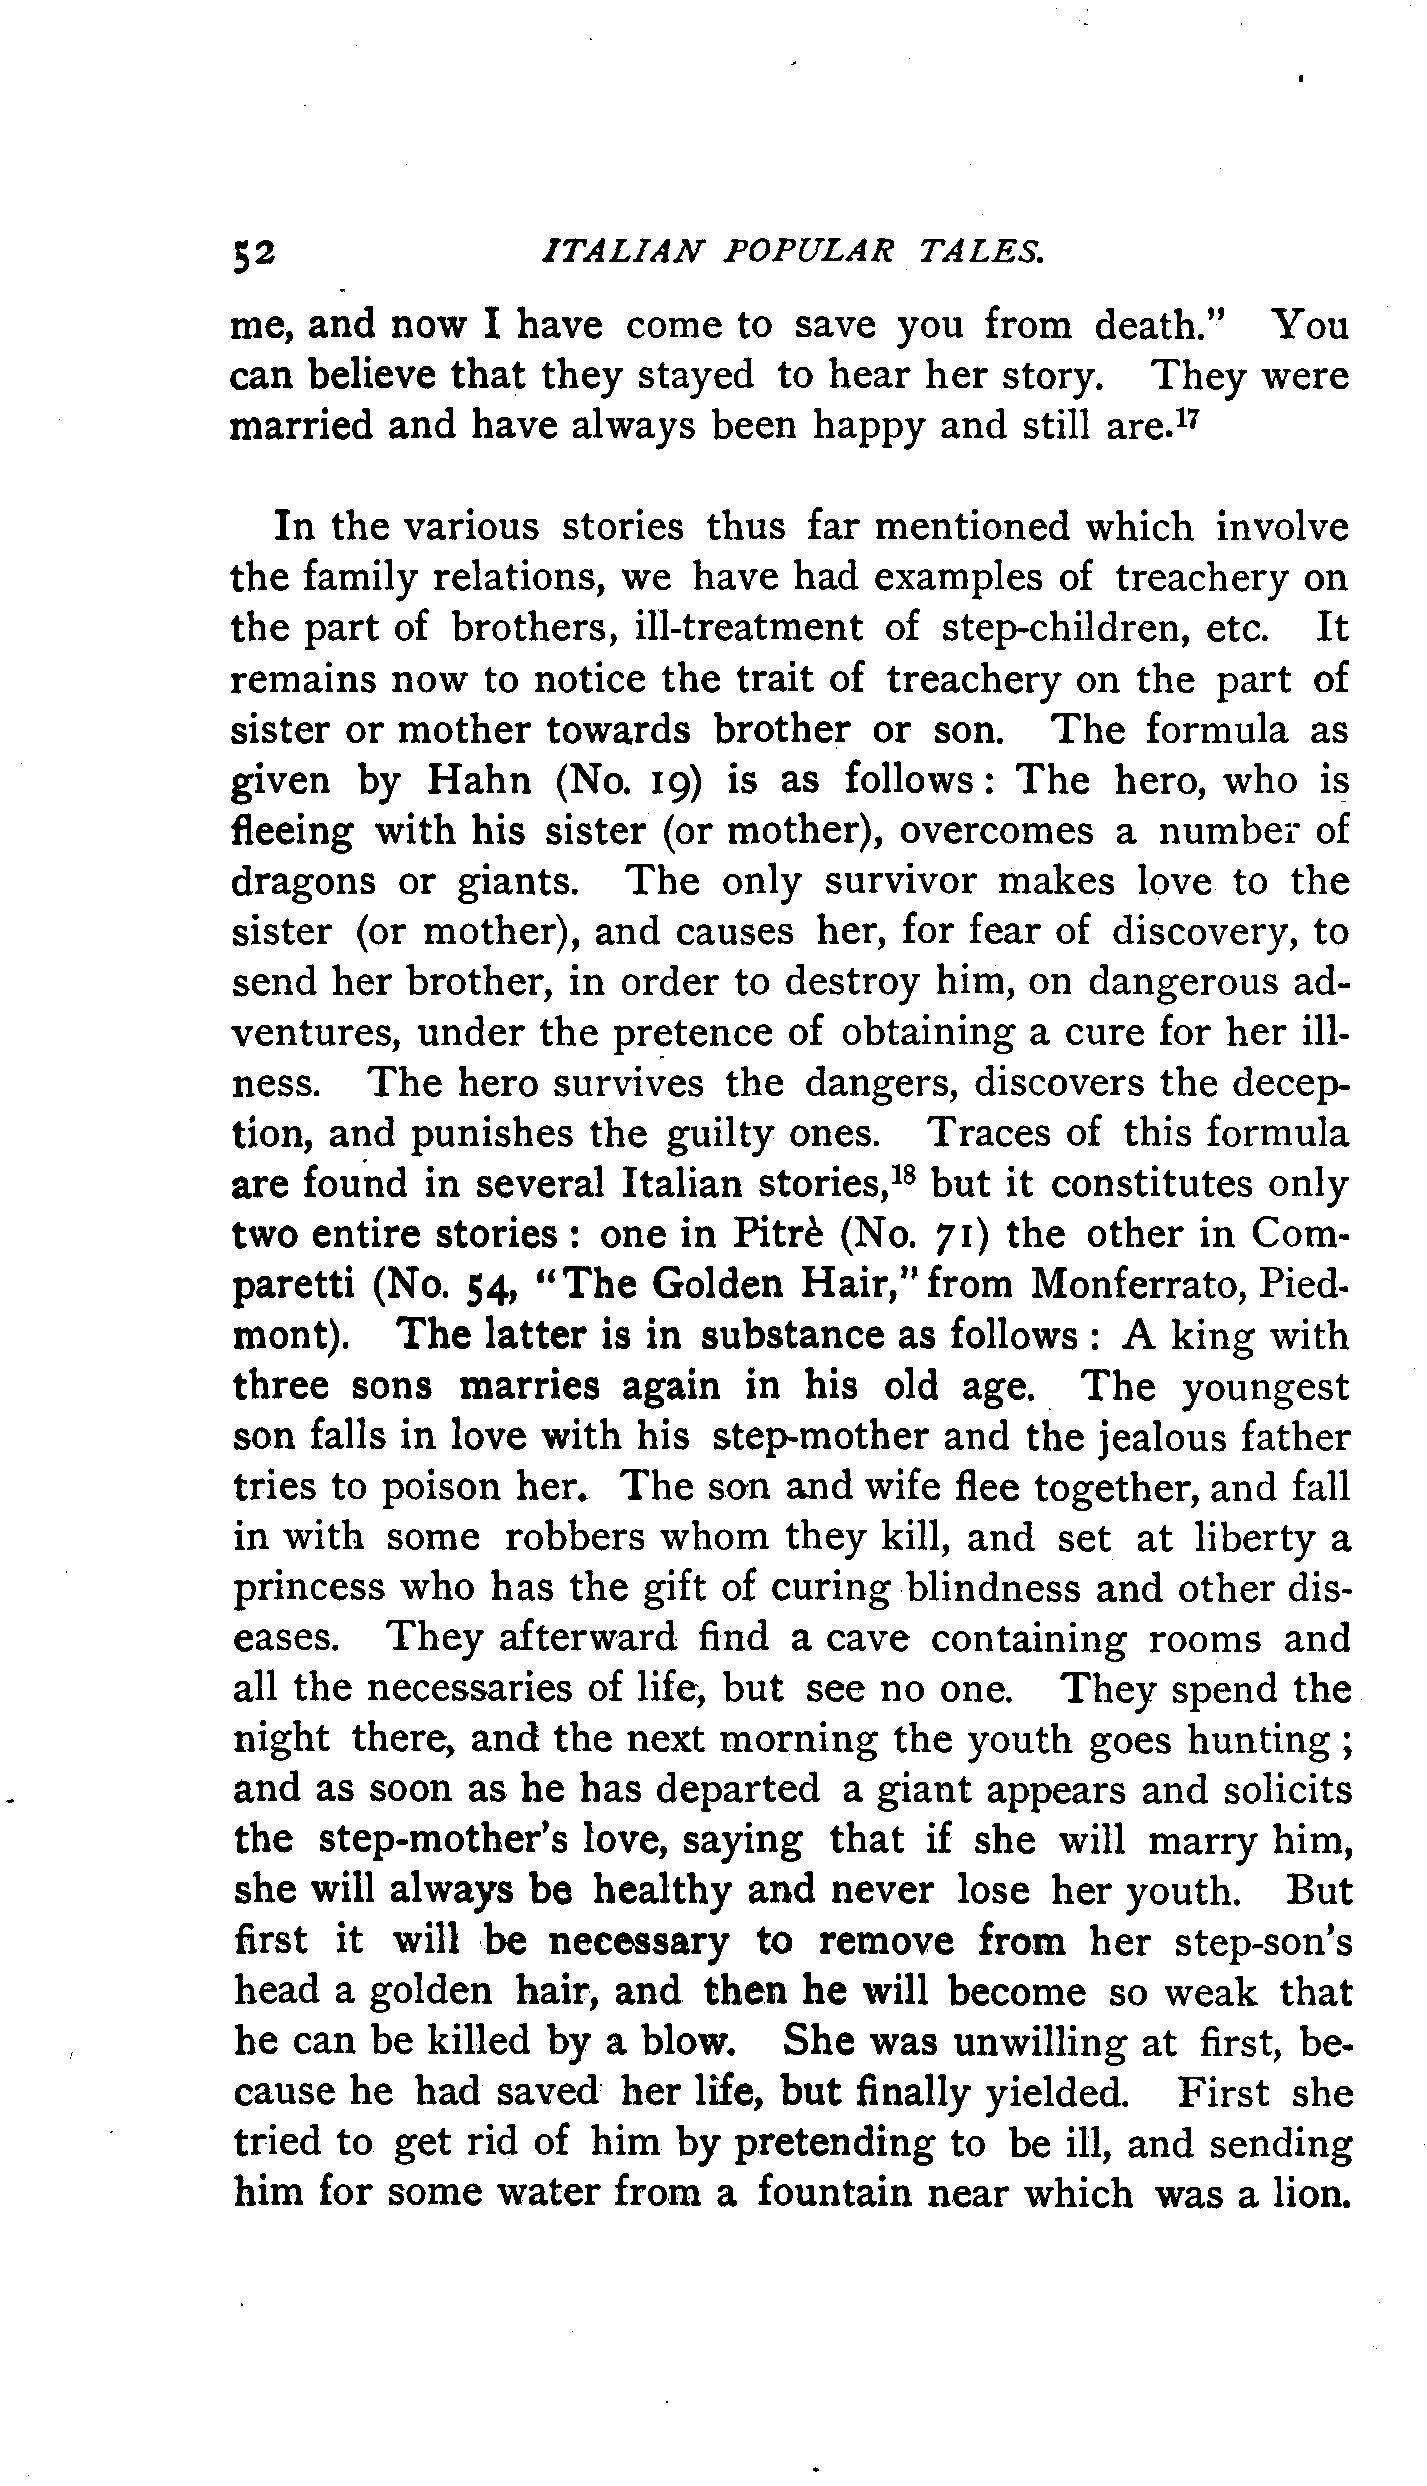 52 ITALIAN POPULAR TALES.
me, and now I have come to save you from death." You
can believe that they stayed to hear her story. They were
married and have always been happy and still are.¹⁷
In the various stories thus far mentioned which involve
the family relations, we have had examples of treachery on
the part of brothers, ill-treatment of step-children, etc. It
remains now to notice the trait of treachery on the part of
sister or mother towards brother or son. The formula as
given by Hahn (No. 19) is as follows : The hero, who is
fleeing with his sister (or mother), overcomes a number of
dragons or giants. The only survivor makes love to the
sister (or mother), and causes her, for fear of discovery, to
send her brother, in order to destroy him, on dangerous ad-
ventures, under the pretence of obtaining a cure for her ill-
ness. The hero survives the dangers, discovers the decep-
tion, and punishes the guilty ones. Traces of this formula
are found in several Italian stories,¹⁸ but it constitutes only
two entire stories : one in Pitrè (No. 71) the other in Com-
paretti (No. 54, "The Golden Hair," from Monferrato, Pied-
mont). The latter is in substance as follows : A king with
three sons marries again in his old age. The youngest
son falls in love with his step-mother and the jealous father
tries to poison her. The son and wife flee together, and fall
in with some robbers whom they kill, and set at liberty a
princess who has the gift of curing blindness and other dis-
eases. They afterward find a cave containing rooms and
all the necessaries of life, but see no one. They spend the
night there, and the next morning the youth goes hunting ;
and as soon as he has departed a giant appears and solicits
the step-mother's love, saying that if she will marry him,
she will always be healthy and never lose her youth. But
first it will be necessary to remove from her step-son's
head a golden hair, and then he will become so weak that
he can be killed by a blow. She was unwilling at first, be-
cause he had saved her life, but finally yielded. First she
tried to get rid of him by pretending to be ill, and sending
him for some water from a fountain near which was a lion.